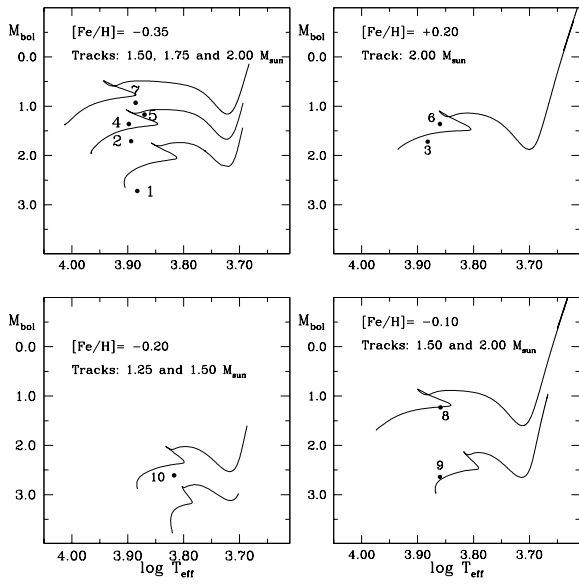 M_bol
[Fe/H]= −0.35
Tracks: 1.50, 1.75 and 2.00 M_sun
0.0
1.0
2.0
3.0
7
5
4
2
1
4.00 3.90 3.80 3.70
M_bol
[Fe/H]= +0.20
Track: 2.00 M_sun
0.0
1.0
2.0
3.0
6
3
4.00 3.90 3.80 3.70
M_bol
[Fe/H]= −0.20
Tracks: 1.25 and 1.50 M_sun
0.0
1.0
2.0
3.0
10
4.00 3.90 3.80 3.70
log T_eff
M_bol
[Fe/H]= −0.10
Tracks: 1.50 and 2.00 M_sun
0.0
1.0
2.0
3.0
8
9
4.00 3.90 3.80 3.70
log T_eff